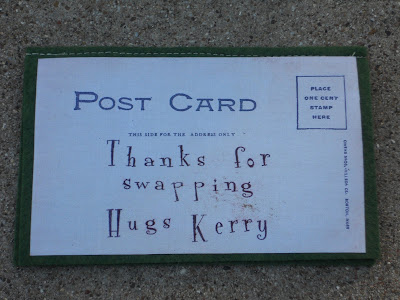 POST CARD
PLACE
ONE CENT
STAMP
HERE
THIS SIDE FOR THE ADDRESS ONLY
Thanks for
swapping
Hugs Kerry